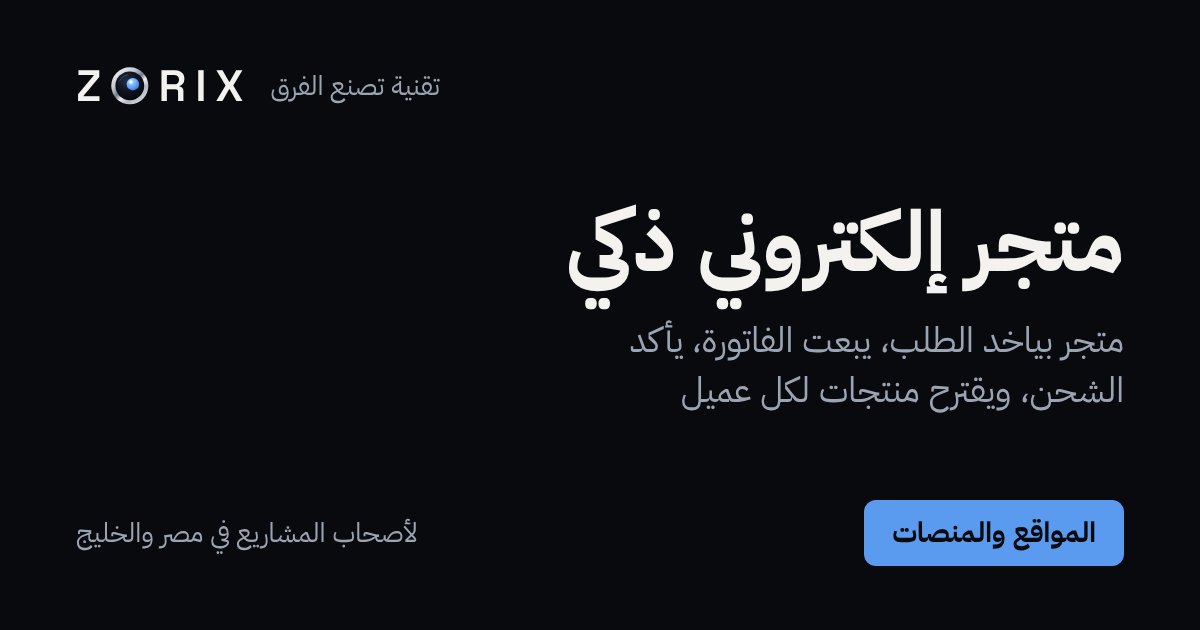 ZORIX
تقنية تصنع الفرق
متجر إلكتروني ذكي
متجر بياخد الطلب، يبعت الفاتورة، يأكد
الشحن، ويقترح منتجات لكل عميل
المواقع والمنصات
لأصحاب المشاريع في مصر والخليج